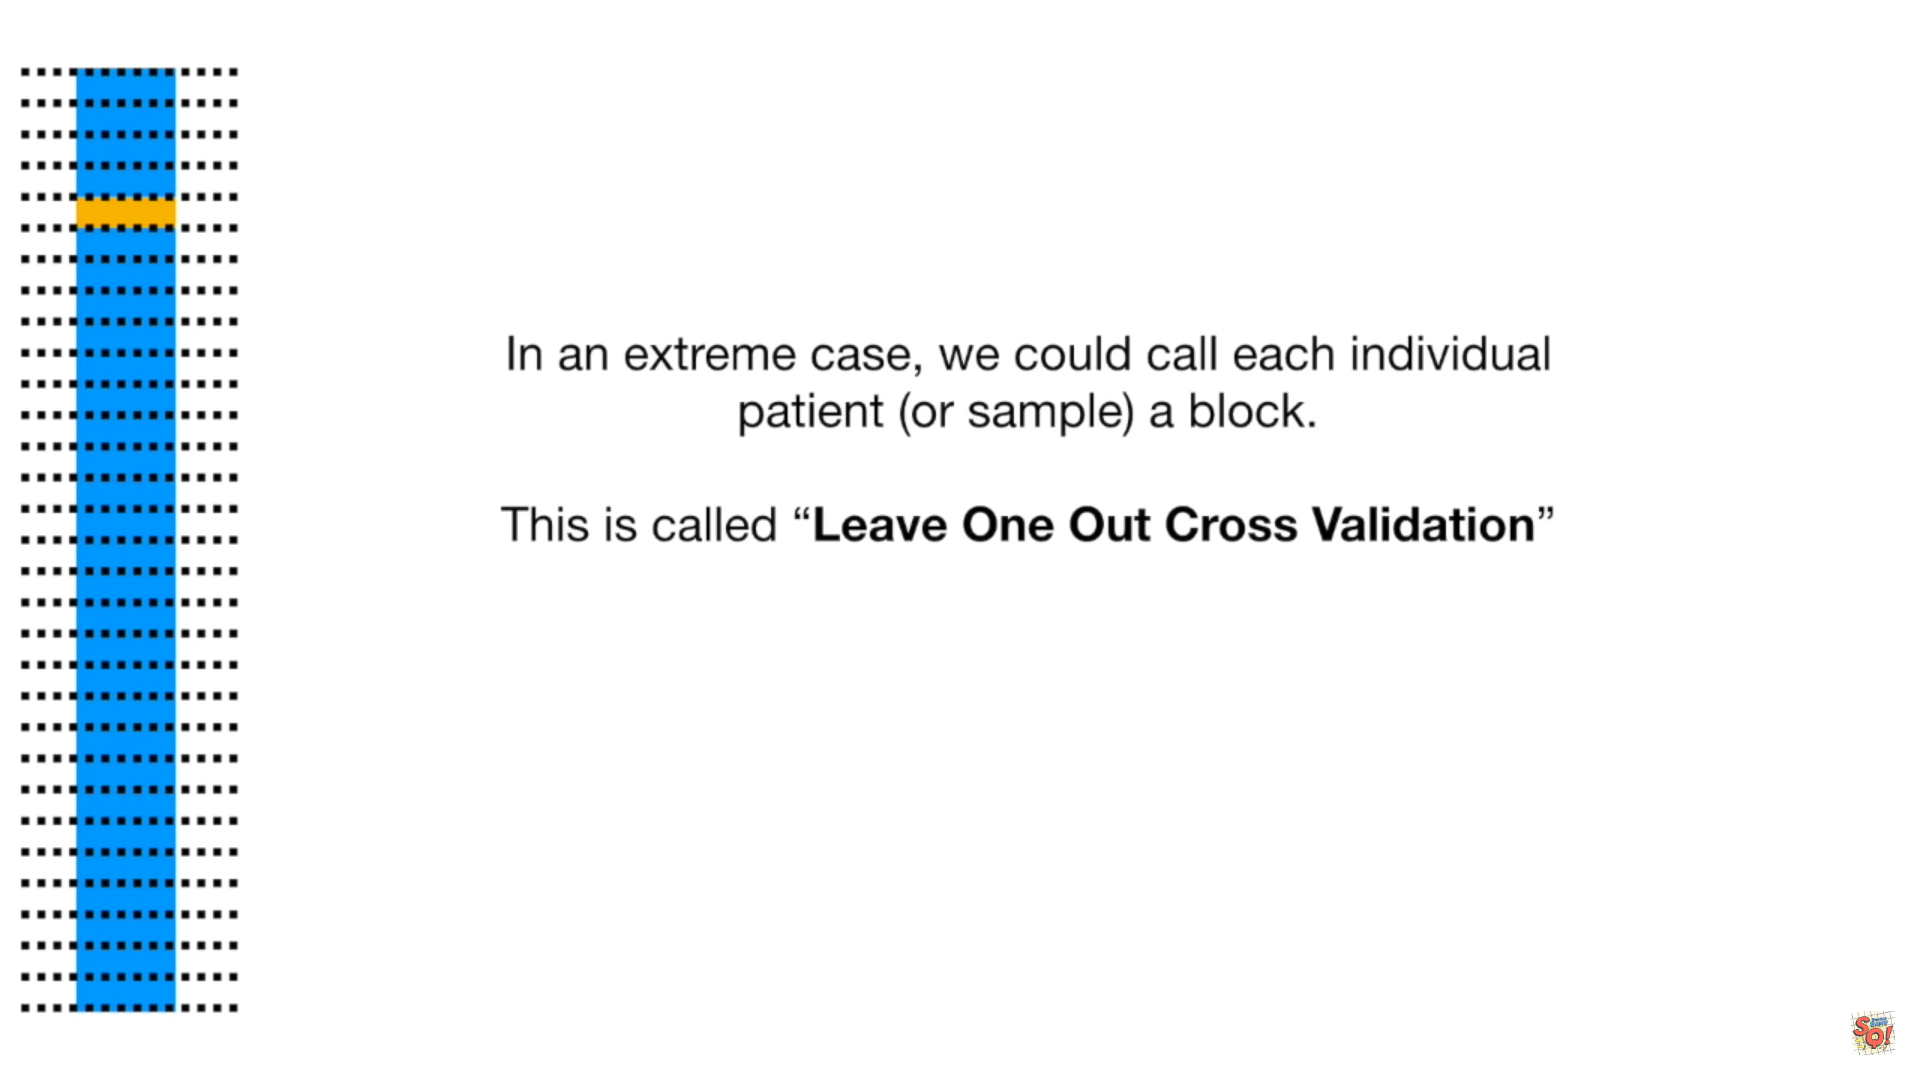 In an extreme case, we could call each individual
patient (or sample) a block.
This is called “Leave One Out Cross Validation”
SQ!